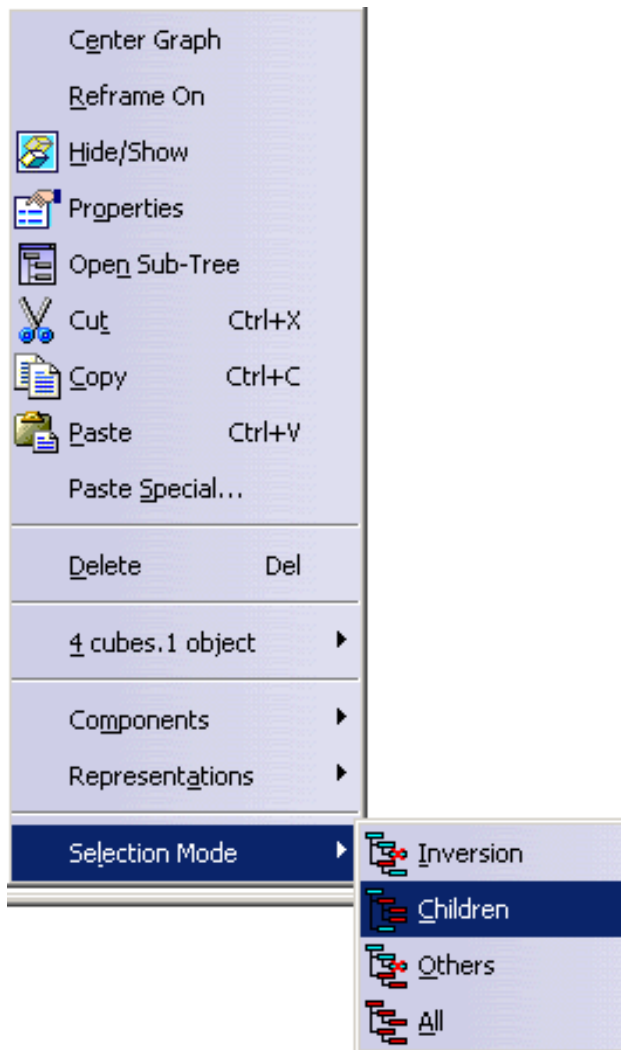 Center Graph
Reframe On
Hide/Show
Properties
Open Sub-Tree
Cut Ctrl+X
Copy Ctrl+C
Paste Ctrl+V
Paste Special...
Delete Del
4 cubes.1 object
Components
Representations
Selection Mode
Inversion
Children
Others
All